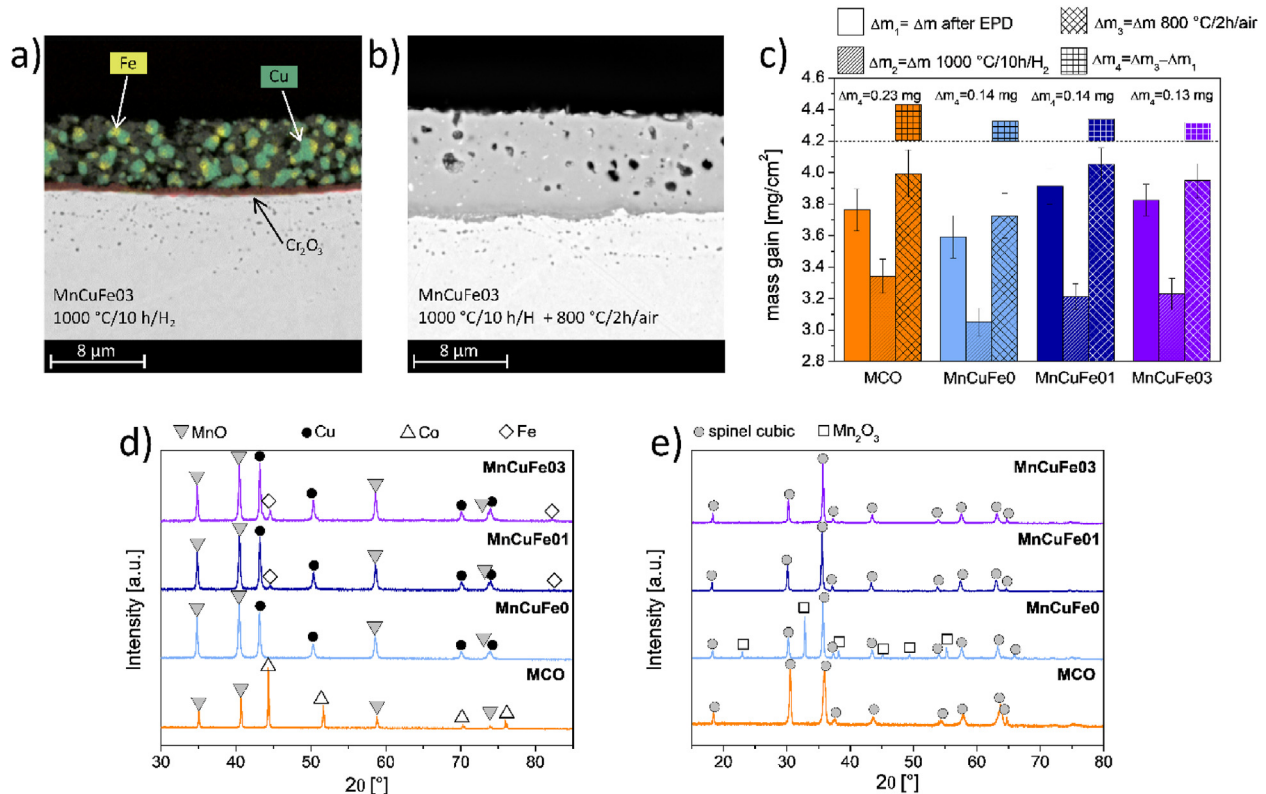 a)
Fe
Cu
Cr₂O₃
MnCuFe03
1000 °C/10 h/H₂
8 µm
b)
MnCuFe03
1000 °C/10 h/H + 800 °C/2h/air
8 µm
c)
Δm₁= Δm after EPD
Δm₃=Δm 800 °C/2h/air
Δm₂=Δm 1000 °C/10h/H₂
Δm₄=Δm₃–Δm₁
Δm₄=0.23 mg Δm₄=0.14 mg Δm₄=0.14 mg Δm₄=0.13 mg
mass gain [mg/cm²]
4.6
4.4
4.2
4.0
3.8
3.6
3.4
3.2
3.0
2.8
MCO MnCuFe0 MnCuFe01 MnCuFe03
d)
MnO Cu Co Fe
MnCuFe03
MnCuFe01
MnCuFe0
MCO
Intensity [a.u.]
30 40 50 60 70 80
2θ [°]
e)
spinel cubic Mn₂O₃
MnCuFe03
MnCuFe01
MnCuFe0
MCO
Intensity [a.u.]
20 30 40 50 60 70 80
2θ [°]